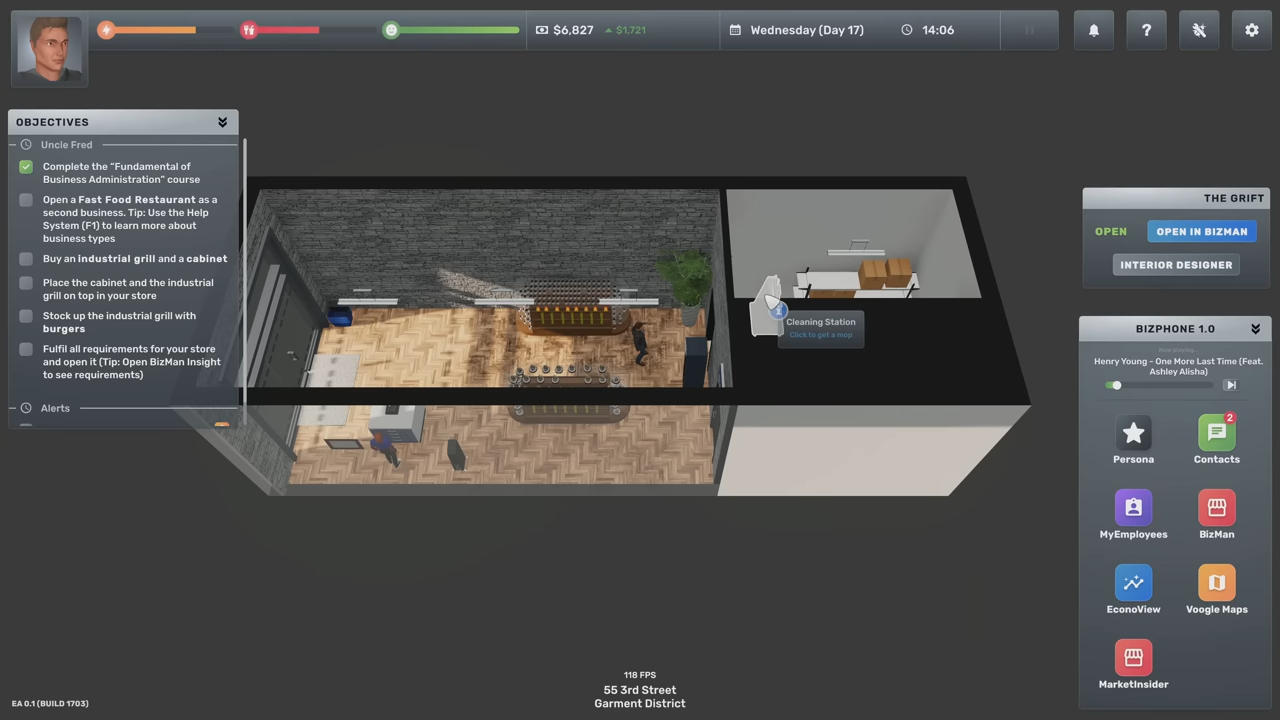 $6,827
$1,721
Wednesday (Day 17)
14:06
?
OBJECTIVES
Uncle Fred
Complete the "Fundamental of
Business Administration" course
Open a Fast Food Restaurant as a
second business. Tip: Use the Help
System (F1) to learn more about
business types
Buy an industrial grill and a cabinet
Place the cabinet and the industrial
grill on top in your store
Stock up the industrial grill with
burgers
Fulfil all requirements for your store
and open it (Tip: Open BizMan Insight
to see requirements)
Alerts
Cleaning Station
Click to get a mop
THE GRIFT
OPEN
OPEN IN BIZMAN
INTERIOR DESIGNER
BIZPHONE 1.0
Now playing...
Henry Young - One More Last Time (Feat.
Ashley Alisha)
2
Persona
Contacts
MyEmployees
BizMan
EconoView
Voogle Maps
MarketInsider
118 FPS
55 3rd Street
Garment District
EA 0.1 (BUILD 1703)